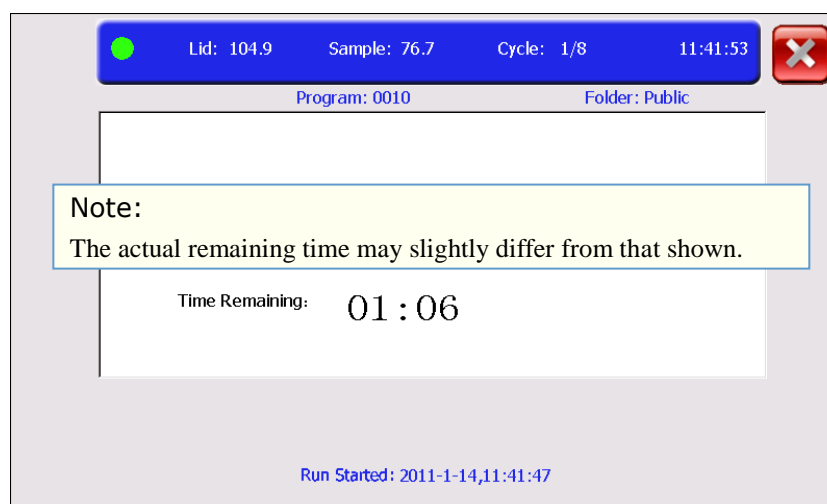 Lid: 104.9 Sample: 76.7 Cycle: 1/8 11:41:53
Program: 0010 Folder: Public
Note:
The actual remaining time may slightly differ from that shown.
Time Remaining: 01:06
Run Started: 2011-1-14,11:41:47